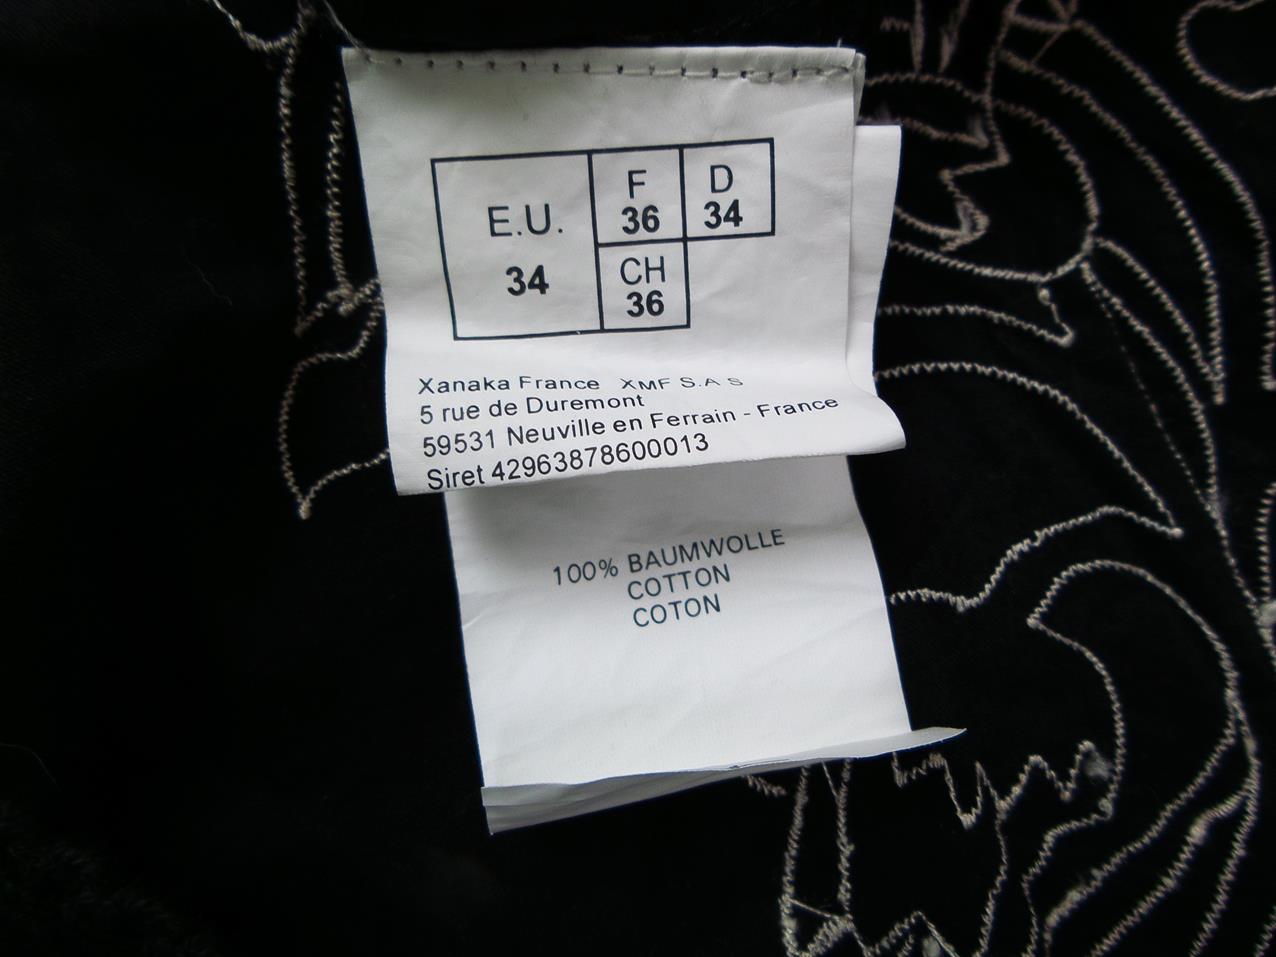 E.U.
34
F
36
D
34
CH
36
Xanaka France XMF S.A S
5 rue de Duremont
59531 Neuville en Ferrain - France
Siret 42963878600013
100% BAUMWOLLE
COTTON
COTON